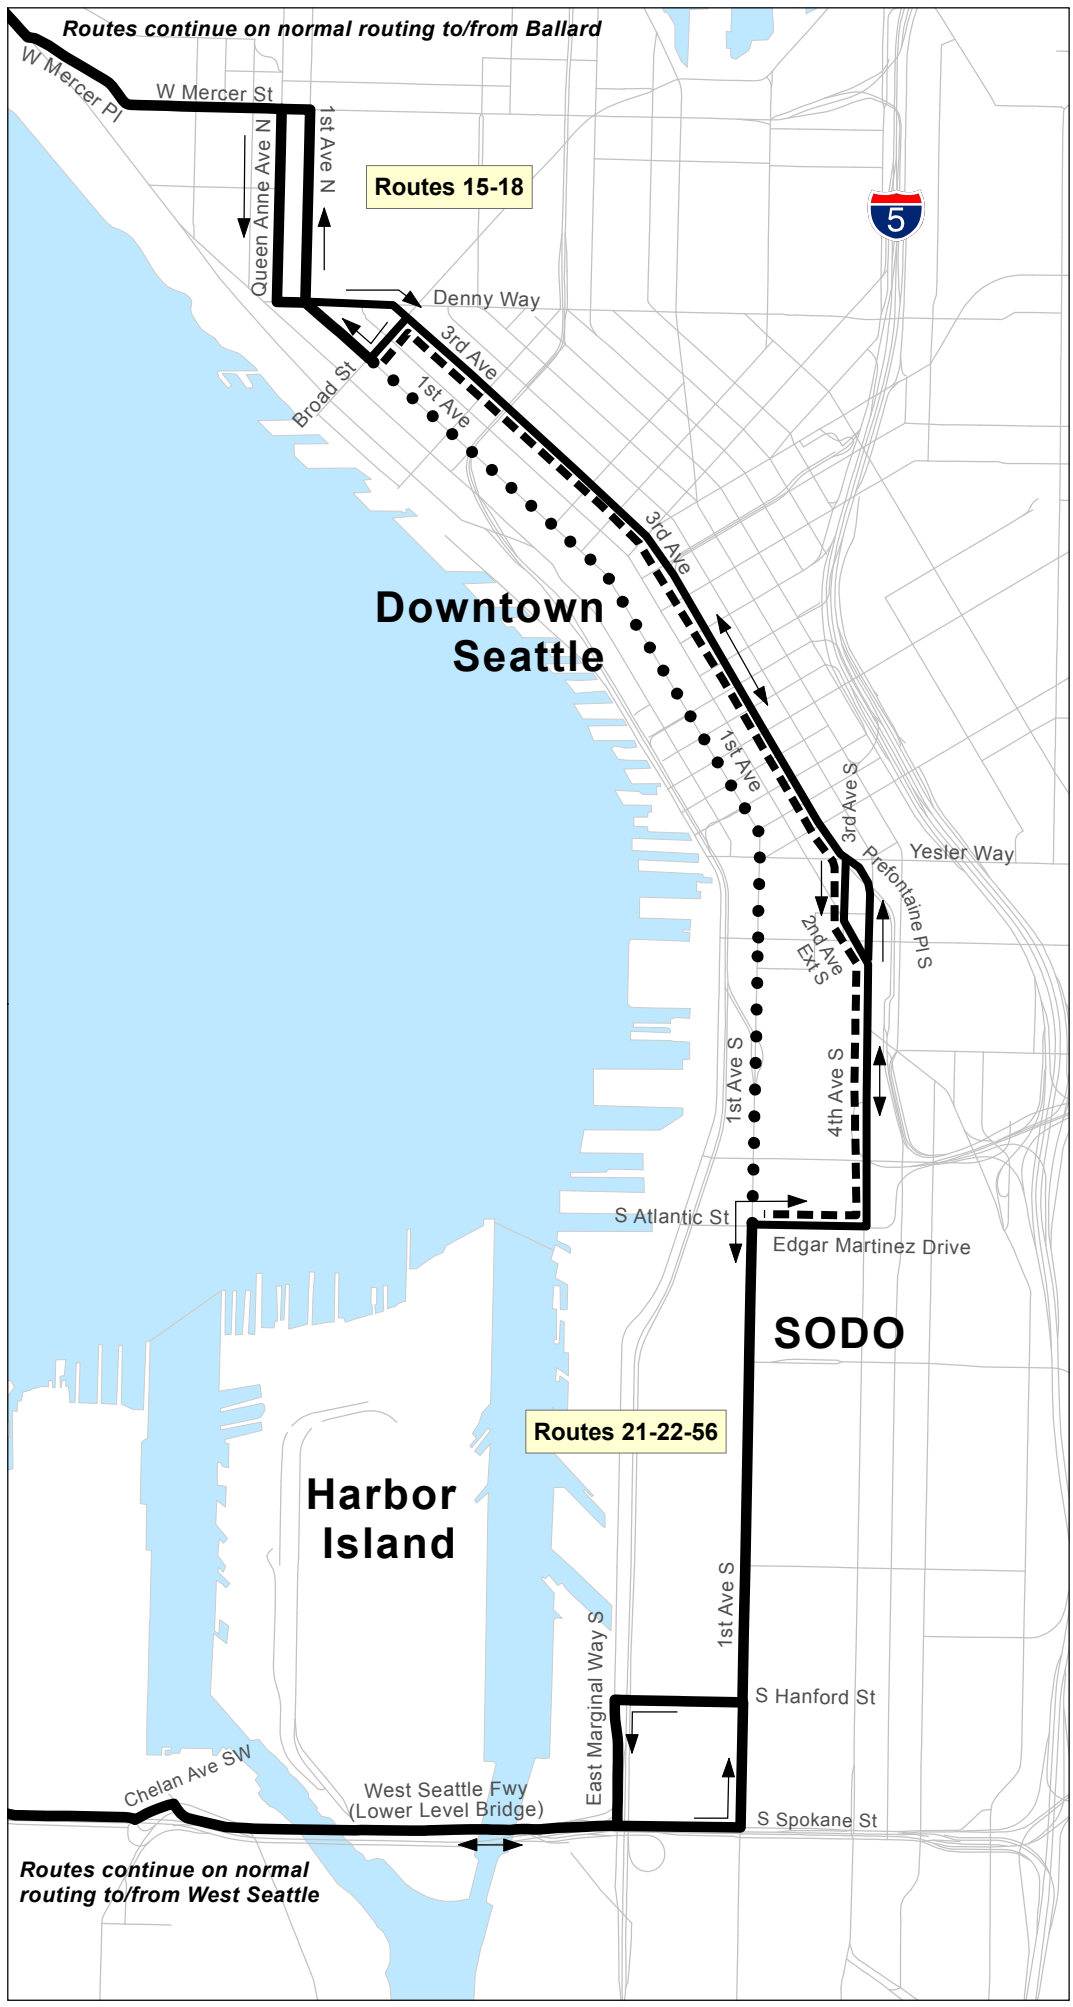 Routes continue on normal routing to/from Ballard
W Mercer Pl
W Mercer St
Queen Anne Ave N
1st Ave N
Routes 15-18
5
Denny Way
3rd Ave
1st Ave
Broad St
3rd Ave
Downtown
Seattle
1st Ave
3rd Ave S
Yesler Way
Prefontaine Pl S
2nd Ave
Ext S
1st Ave S
4th Ave S
S Atlantic St
Edgar Martinez Drive
SODO
Routes 21-22-56
Harbor
Island
1st Ave S
East Marginal Way S
S Hanford St
Chelan Ave SW
West Seattle Fwy
(Lower Level Bridge)
S Spokane St
Routes continue on normal
routing to/from West Seattle